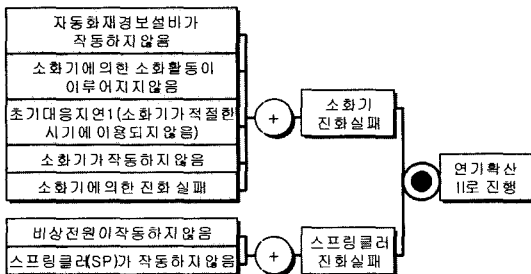 자동화재경보설비가
작동하지않음
소화기에의한 소화활동이
이루어지지않음
초기대응지연1(소화기가적절한
시기에 이용되지않음)
소화기가작동하지않음
소화기에의한 진화 실패
+
소화기
진화실패
연기확산
II로 진행
비상전원이작동하지않음
스프링클러(SP)가 작동하지않음
+
스프링클러
진화실패